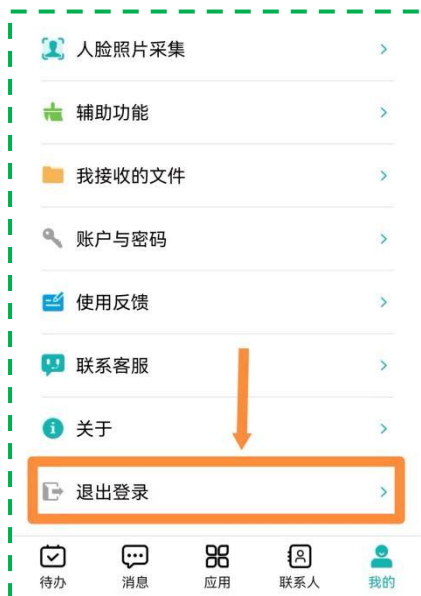 人脸照片采集
辅助功能
我接收的文件
账户与密码
使用反馈
联系客服
关于
退出登录
待办 消息 应用 联系人 我的